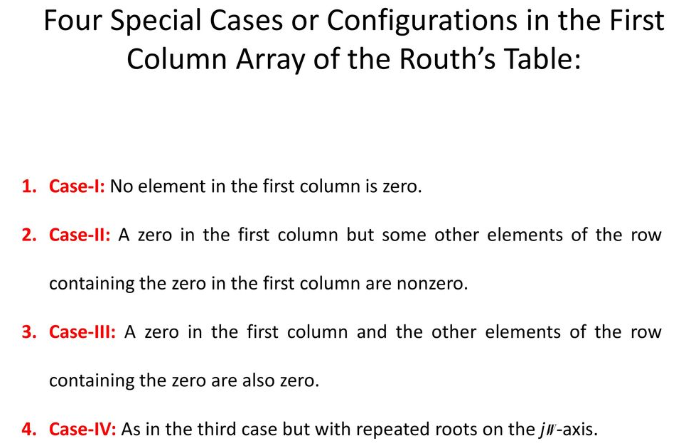 Four Special Cases or Configurations in the First
Column Array of the Routh’s Table:
1. Case-I: No element in the first column is zero.
2. Case-II: A zero in the first column but some other elements of the row
containing the zero in the first column are nonzero.
3. Case-III: A zero in the first column and the other elements of the row
containing the zero are also zero.
4. Case-IV: As in the third case but with repeated roots on the -axis.